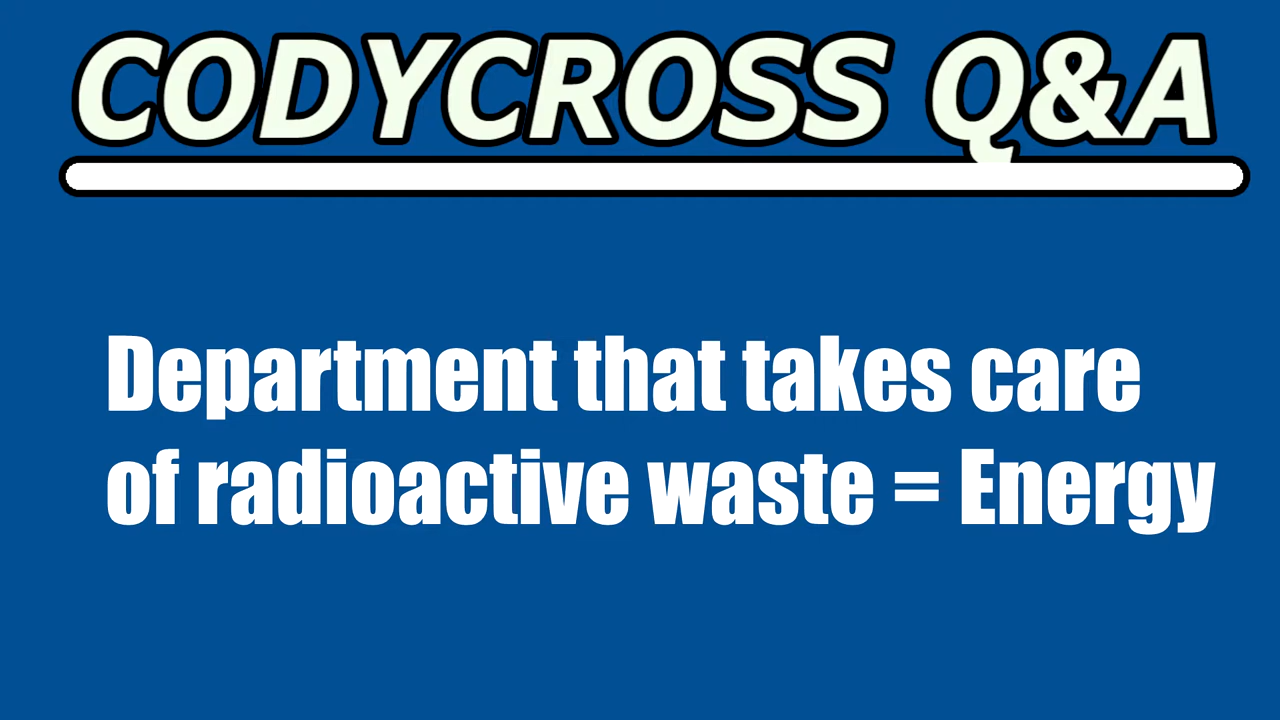 CODYCROSS Q&A
Department that takes care
of radioactive waste = Energy